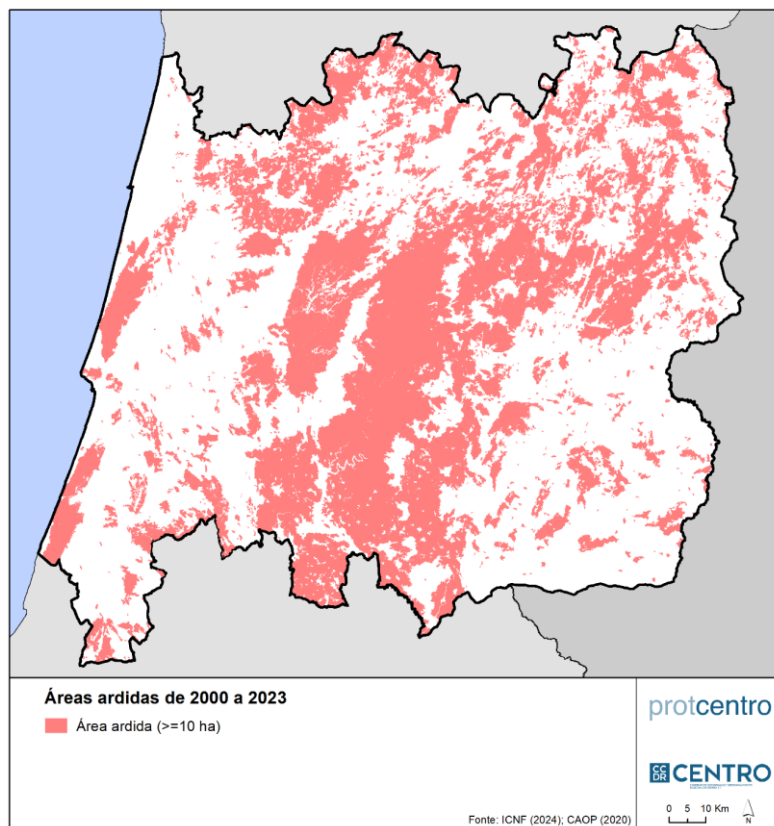 Áreas ardidas de 2000 a 2023
Área ardida (>=10 ha)
protcentro
CCDR CENTRO
0 5 10 Km
N
Fonte: ICNF (2024); CAOP (2020)